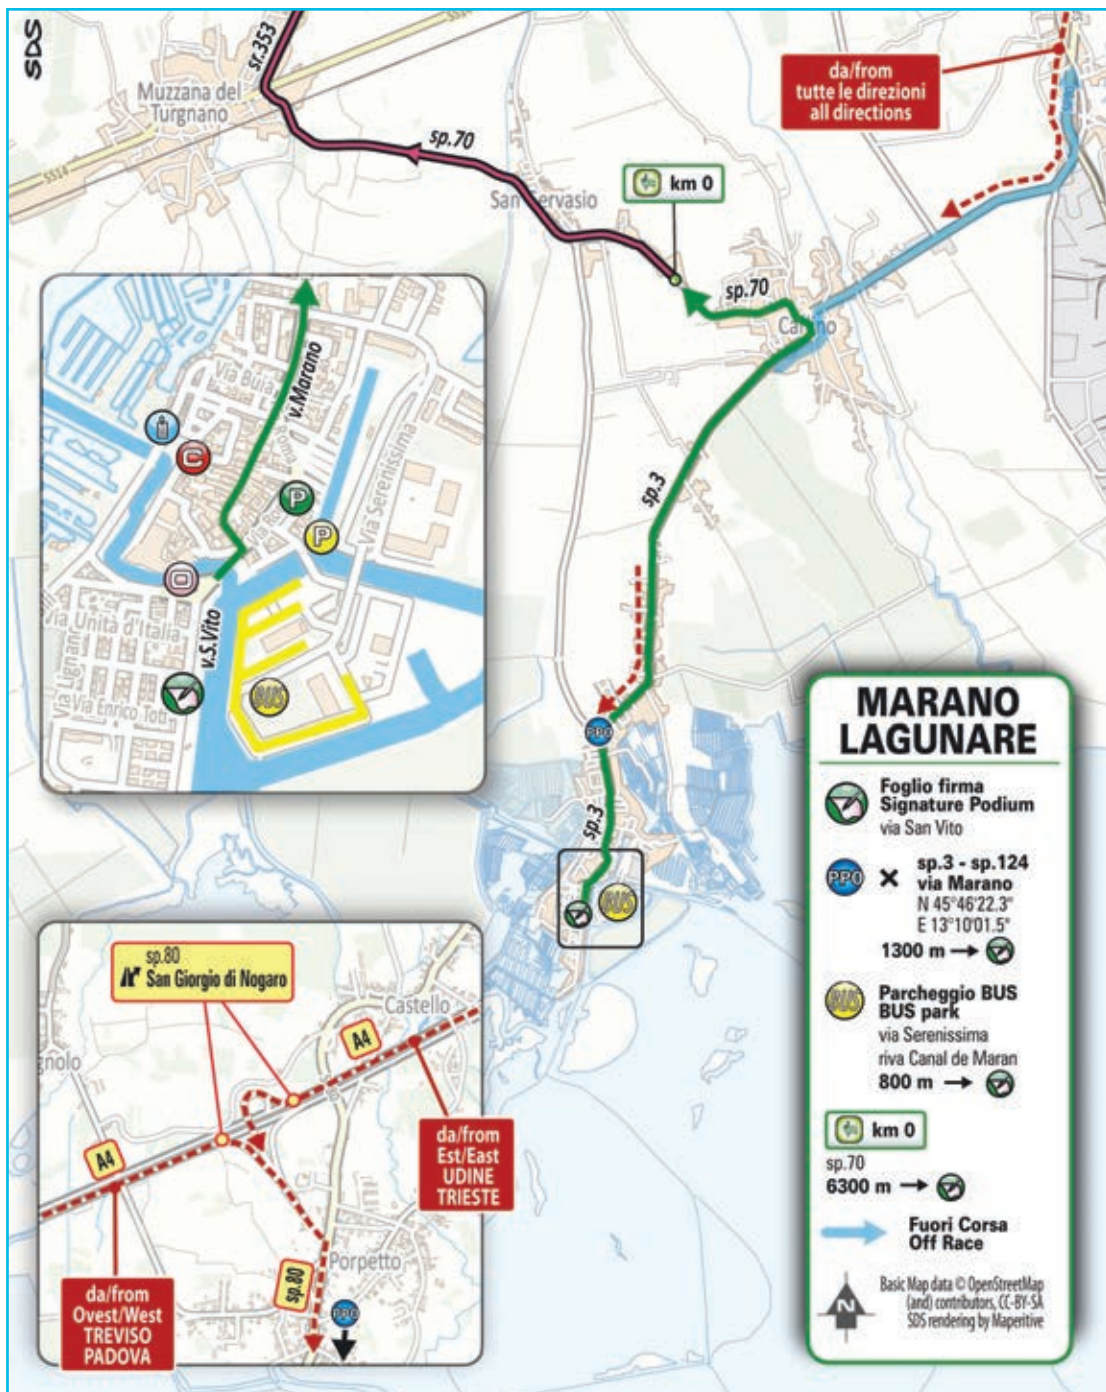 SDS
sr.353
Muzzana del
Turgnano
SS14
SS14
sp.70
San Gervasio
km 0
da/from
tutte le direzioni
all directions
sp.70
sp.3
PPO
sp.3
BUS
Via Buia
v.Marano
Via Serenissima
C
P
P
O
Via Unità d'Italia
v.S.Vito
Via Enrico Toti
BUS
sp.80
San Giorgio di Nogaro
Castello
A4
A4
da/from
Est/East
UDINE
TRIESTE
Porpetto
sp.80
PPO
da/from
Ovest/West
TREVISO
PADOVA
MARANO
LAGUNARE
Foglio firma
Signature Podium
via San Vito
PPO
sp.3 - sp.124
via Marano
N 45°46'22.3"
E 13°10'01.5"
1300 m
BUS
Parcheggio BUS
BUS park
via Serenissima
riva Canal de Maran
800 m
km 0
sp.70
6300 m
Fuori Corsa
Off Race
N
Basic Map data © OpenStreetMap
(and) contributors, CC-BY-SA
SDS rendering by Maperitive